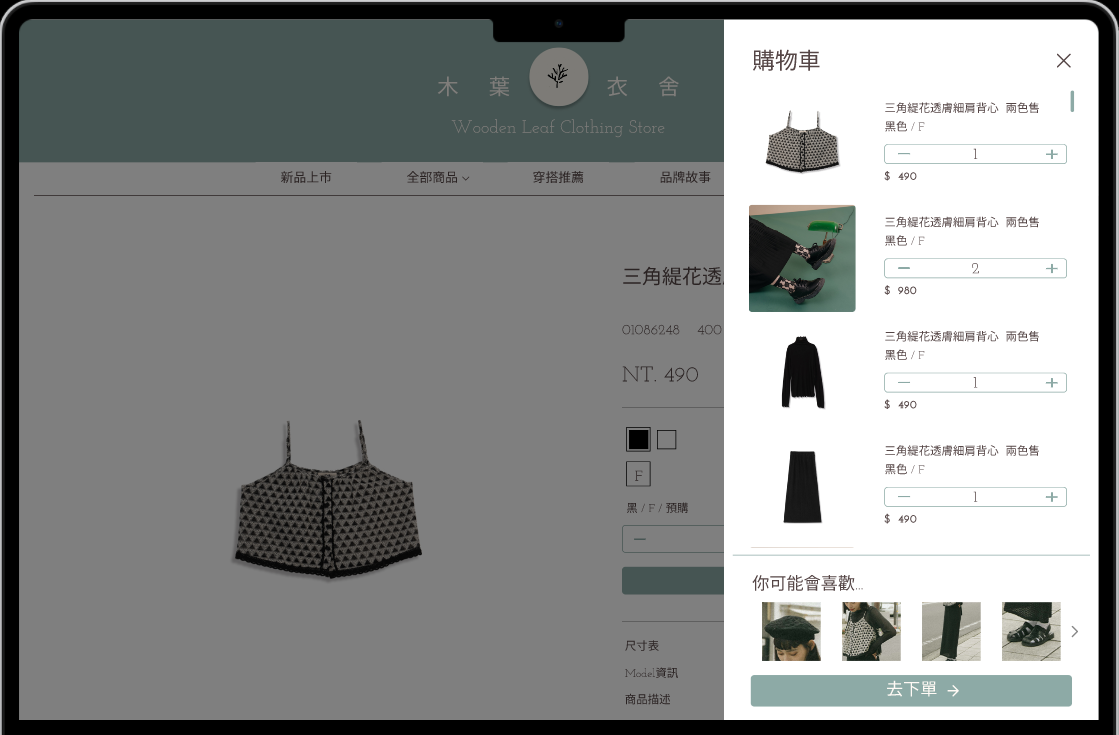 木葉衣舍
Wooden Leaf Clothing Store
新品上市
全部商品
穿搭推薦
品牌故事
三角緹花透
01086248 400
NT. 490
F
黑 / F / 預購
尺寸表
Model資訊
商品描述
購物車
三角緹花透膚細肩背心 兩色售
黑色 / F
— 1 +
$ 490
三角緹花透膚細肩背心 兩色售
黑色 / F
— 2 +
$ 980
三角緹花透膚細肩背心 兩色售
黑色 / F
— 1 +
$ 490
三角緹花透膚細肩背心 兩色售
黑色 / F
— 1 +
$ 490
你可能會喜歡...
去下單 →